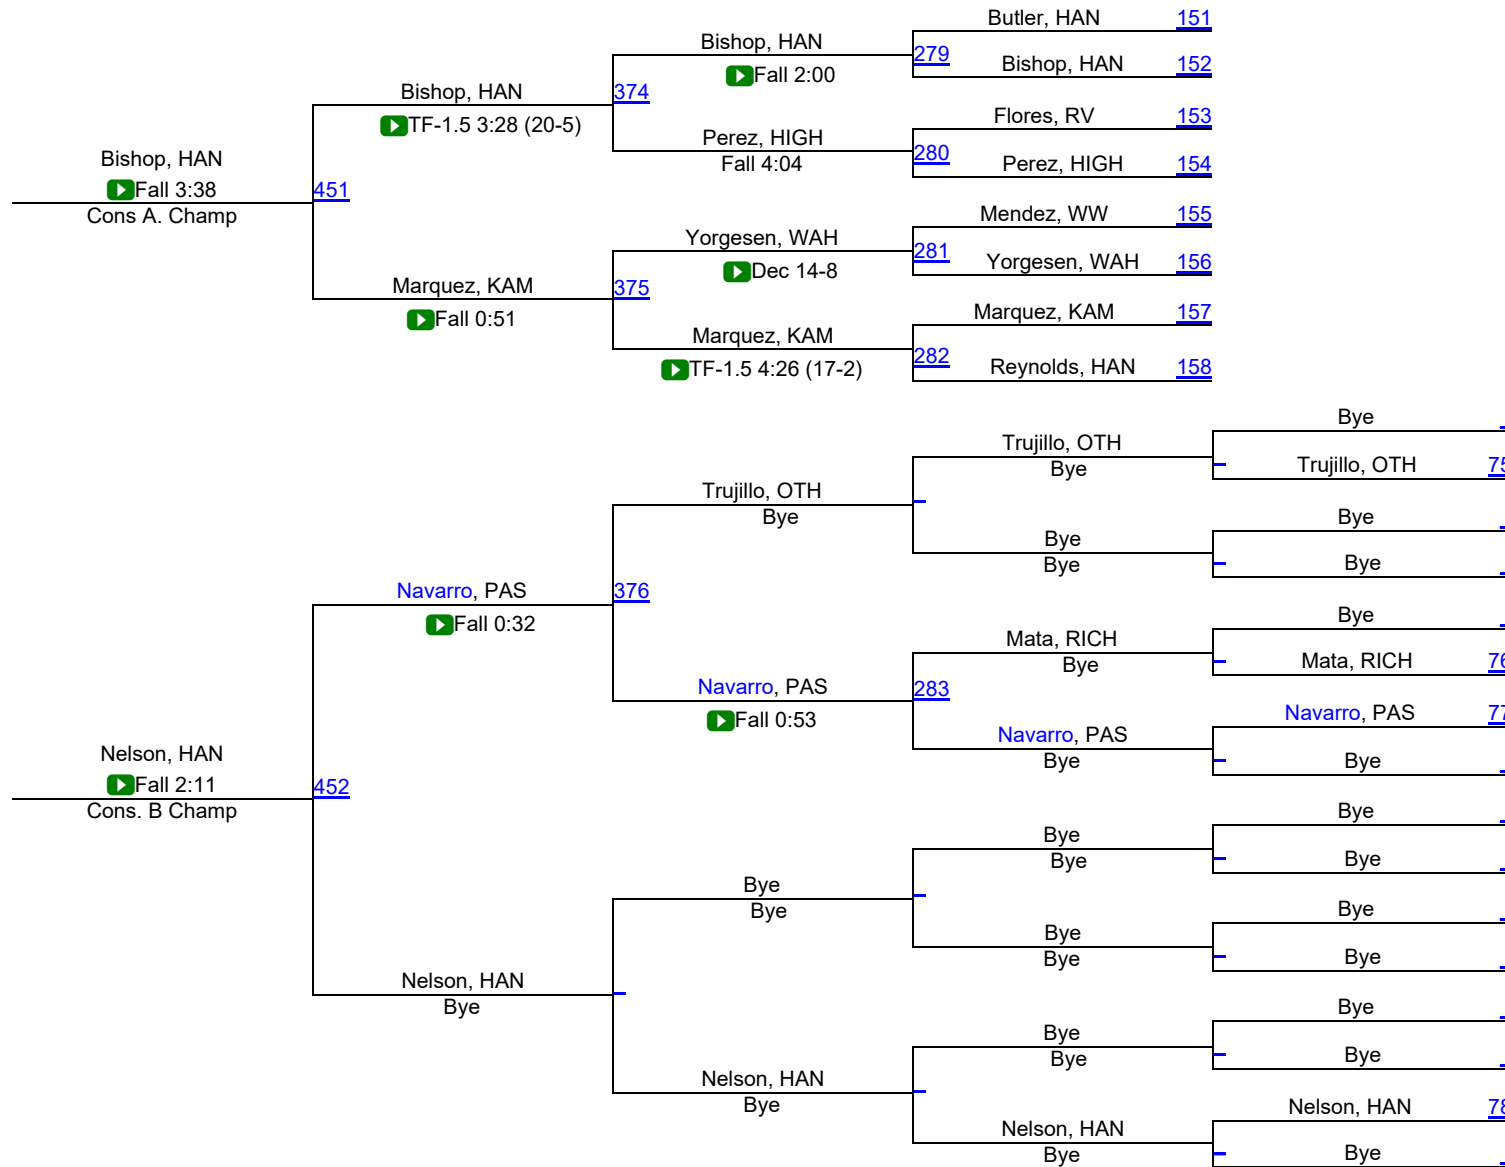 Butler, HAN 151
Bishop, HAN
279
Bishop, HAN 152
Fall 2:00
Bishop, HAN
374
TF-1.5 3:28 (20-5)
Flores, RV 153
Perez, HIGH
280
Perez, HIGH 154
Fall 4:04
Bishop, HAN
Fall 3:38
451
Cons A. Champ
Mendez, WW 155
Yorgesen, WAH
281
Yorgesen, WAH 156
Dec 14-8
Marquez, KAM
375
Fall 0:51
Marquez, KAM 157
Marquez, KAM
282
Reynolds, HAN 158
TF-1.5 4:26 (17-2)
Bye
Trujillo, OTH
Bye
Trujillo, OTH 75
Trujillo, OTH
Bye
Bye
Bye
Bye
Bye
Navarro, PAS
376
Fall 0:32
Bye
Mata, RICH
Bye
Mata, RICH 76
Navarro, PAS
283
Fall 0:53
Navarro, PAS 77
Navarro, PAS
Bye
Bye
Nelson, HAN
Fall 2:11
452
Cons. B Champ
Bye
Bye
Bye
Bye
Bye
Bye
Bye
Bye
Bye
Bye
Nelson, HAN
Bye
Bye
Bye
Bye
Bye
Nelson, HAN
Bye
Nelson, HAN 78
Nelson, HAN
Bye
Bye